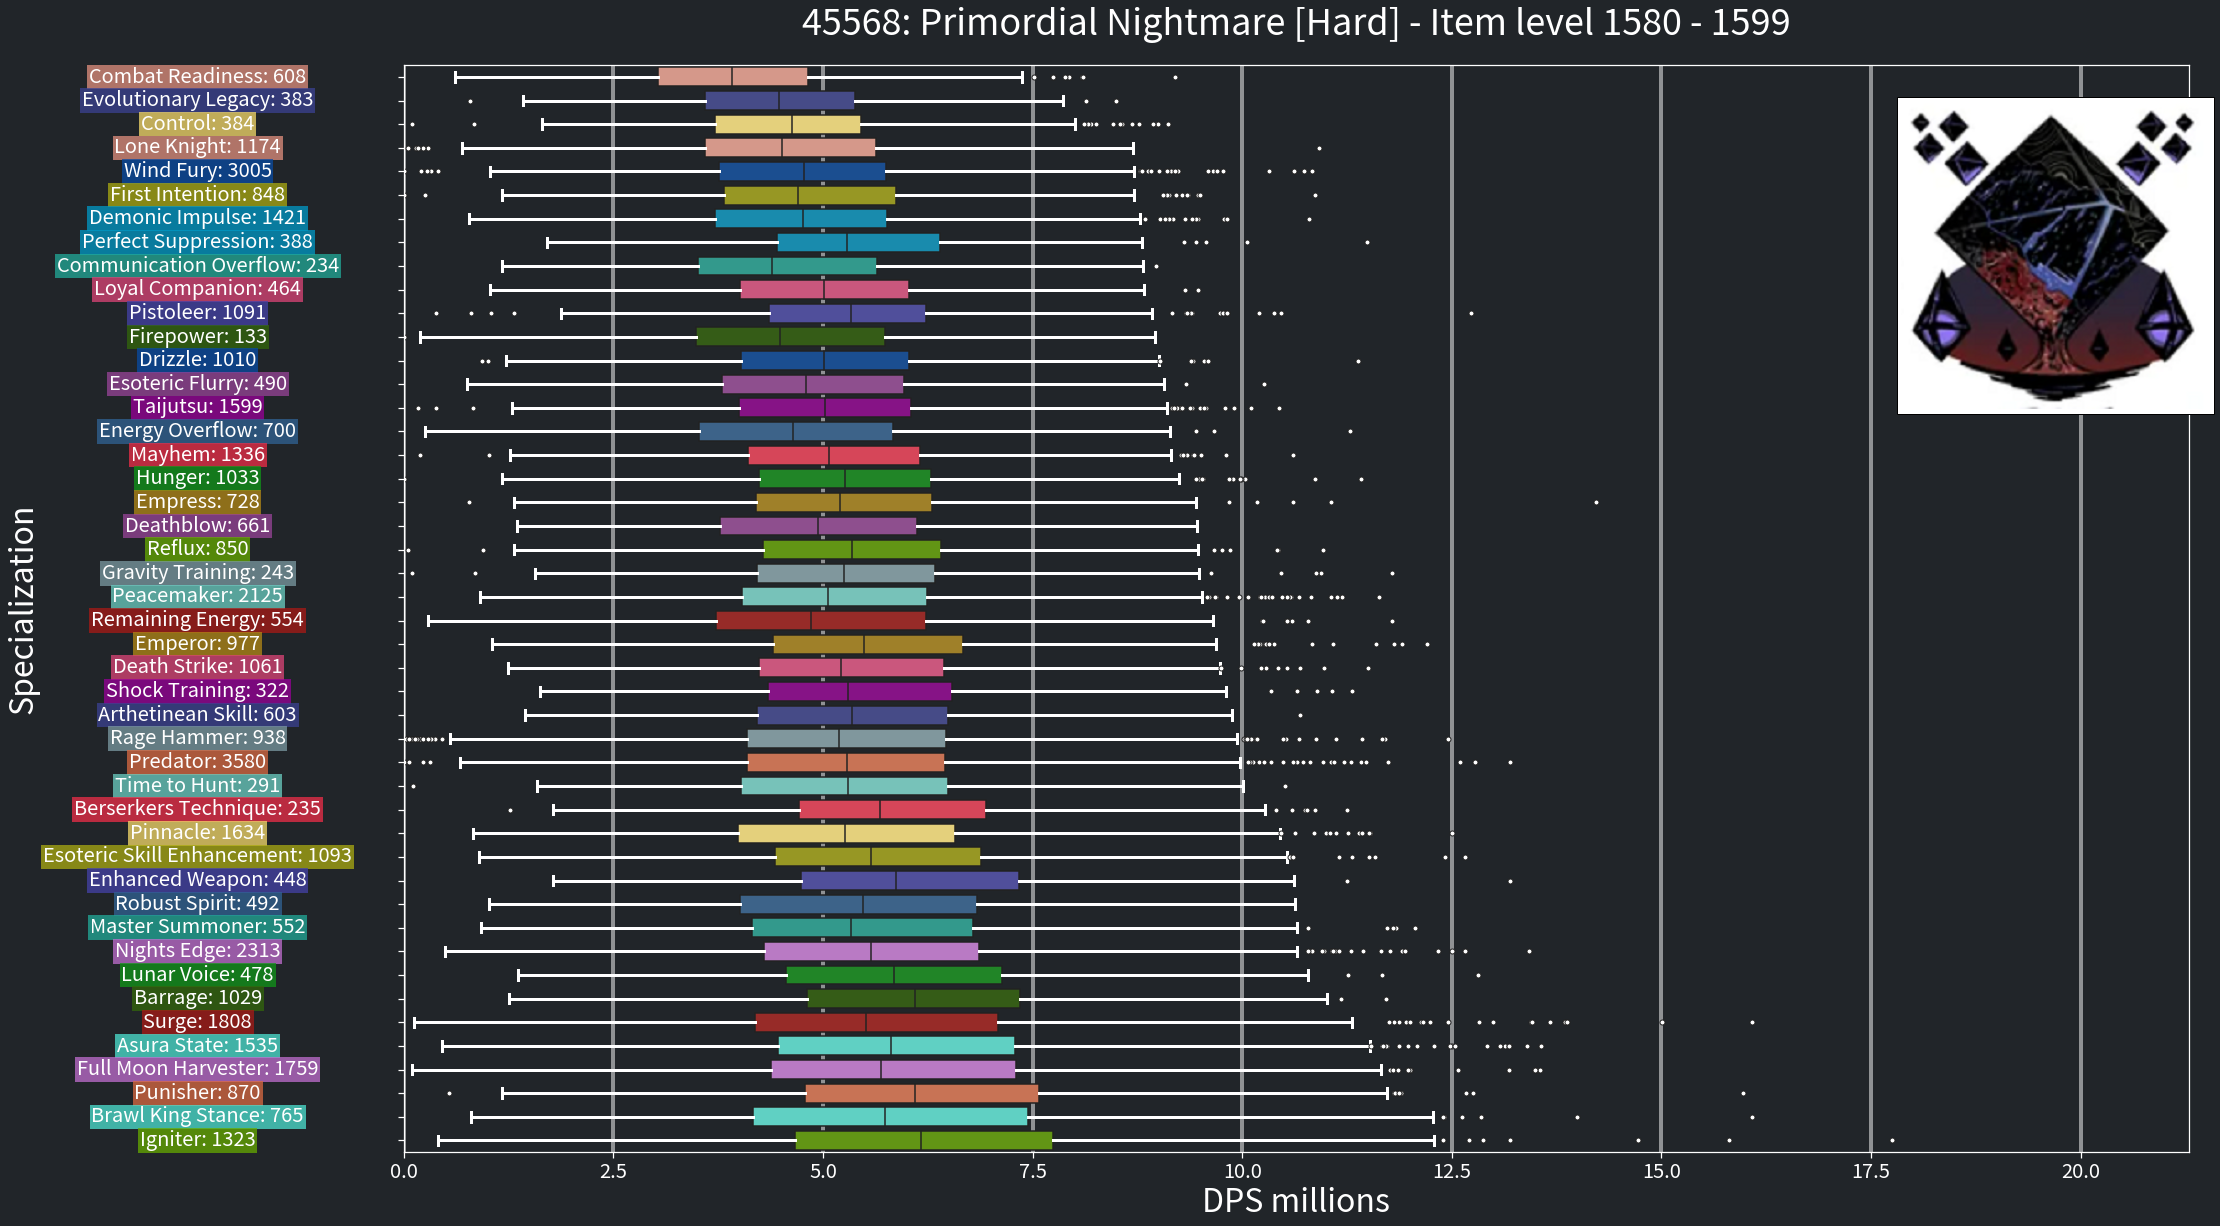 45568: Primordial Nightmare [Hard] - Item level 1580 - 1599
Combat Readiness: 608
Evolutionary Legacy: 383
Control: 384
Lone Knight: 1174
Wind Fury: 3005
First Intention: 848
Demonic Impulse: 1421
Perfect Suppression: 388
Communication Overflow: 234
Loyal Companion: 464
Pistoleer: 1091
Firepower: 133
Drizzle: 1010
Esoteric Flurry: 490
Taijutsu: 1599
Energy Overflow: 700
Mayhem: 1336
Hunger: 1033
Empress: 728
Deathblow: 661
Reflux: 850
Gravity Training: 243
Peacemaker: 2125
Remaining Energy: 554
Emperor: 977
Death Strike: 1061
Shock Training: 322
Arthetinean Skill: 603
Rage Hammer: 938
Predator: 3580
Time to Hunt: 291
Berserkers Technique: 235
Pinnacle: 1634
Esoteric Skill Enhancement: 1093
Enhanced Weapon: 448
Robust Spirit: 492
Master Summoner: 552
Nights Edge: 2313
Lunar Voice: 478
Barrage: 1029
Surge: 1808
Asura State: 1535
Full Moon Harvester: 1759
Punisher: 870
Brawl King Stance: 765
Igniter: 1323
Specialization
0.0 2.5 5.0 7.5 10.0 12.5 15.0 17.5 20.0
DPS millions